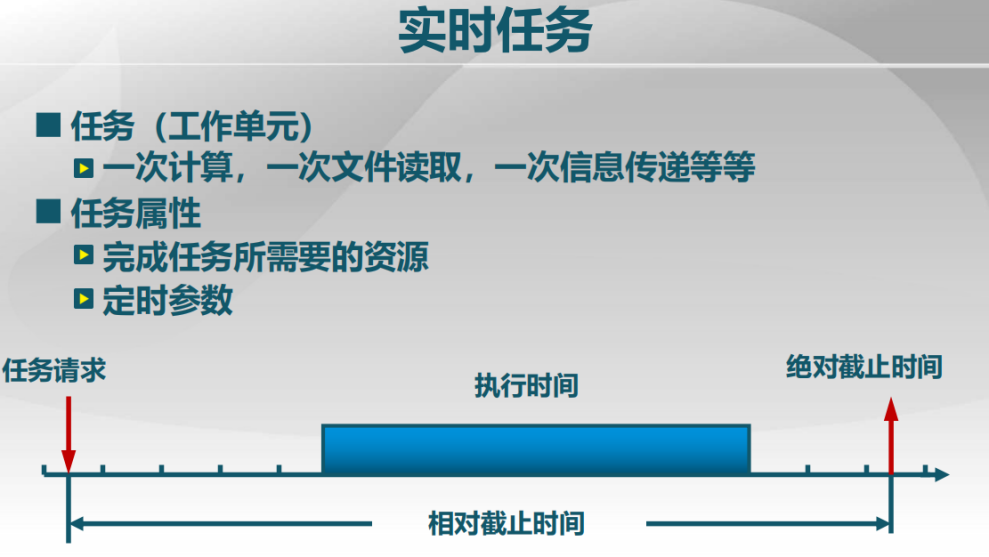 实时任务
任务（工作单元）
一次计算，一次文件读取，一次信息传递等等
任务属性
完成任务所需要的资源
定时参数
任务请求
执行时间
绝对截止时间
相对截止时间